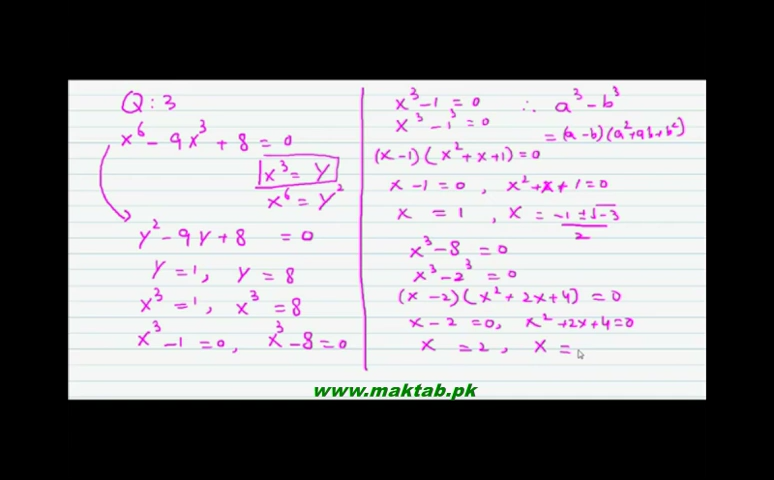 Q : 3
x⁶ - 9x³ + 8 = 0
x³ = y
x⁶ = y²
y² - 9y + 8 = 0
y = 1, y = 8
x³ = 1, x³ = 8
x³ - 1 = 0, x³ - 8 = 0
x³ - 1 = 0 ∴ a³ - b³
x³ - 1³ = 0
= (a - b)(a² + ab + b²)
(x - 1)(x² + x + 1) = 0
x - 1 = 0, x² + x + 1 = 0
x = 1, x = (-1 ± √-3)/2
x³ - 8 = 0
x³ - 2³ = 0
(x - 2)(x² + 2x + 4) = 0
x - 2 = 0, x² + 2x + 4 = 0
x = 2, x =
www.maktab.pk